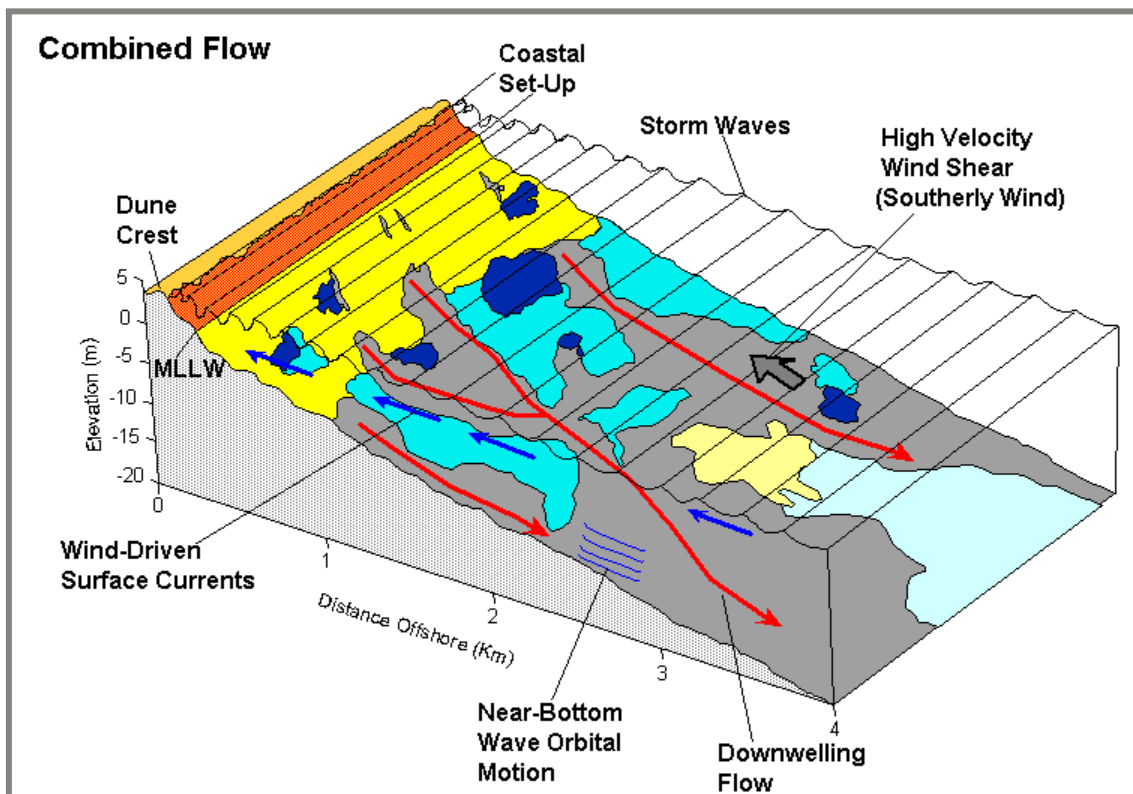 Combined Flow
Coastal
Set-Up
Storm Waves
High Velocity
Wind Shear
(Southerly Wind)
Dune
Crest
5
0
-5
-10
-15
-20
Elevation (m)
MLLW
0
1
2
3
4
Distance Offshore (Km)
Wind-Driven
Surface Currents
Near-Bottom
Wave Orbital
Motion
Downwelling
Flow